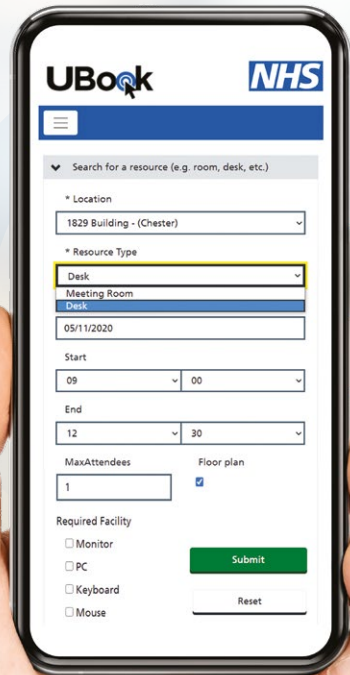 UBook
NHS
Search for a resource (e.g. room, desk, etc.)
* Location
1829 Building - (Chester)
* Resource Type
Desk
Meeting Room
Desk
05/11/2020
Start
09 00
End
12 30
MaxAttendees Floor plan
1
Required Facility
Monitor
PC
Keyboard
Mouse
Submit
Reset